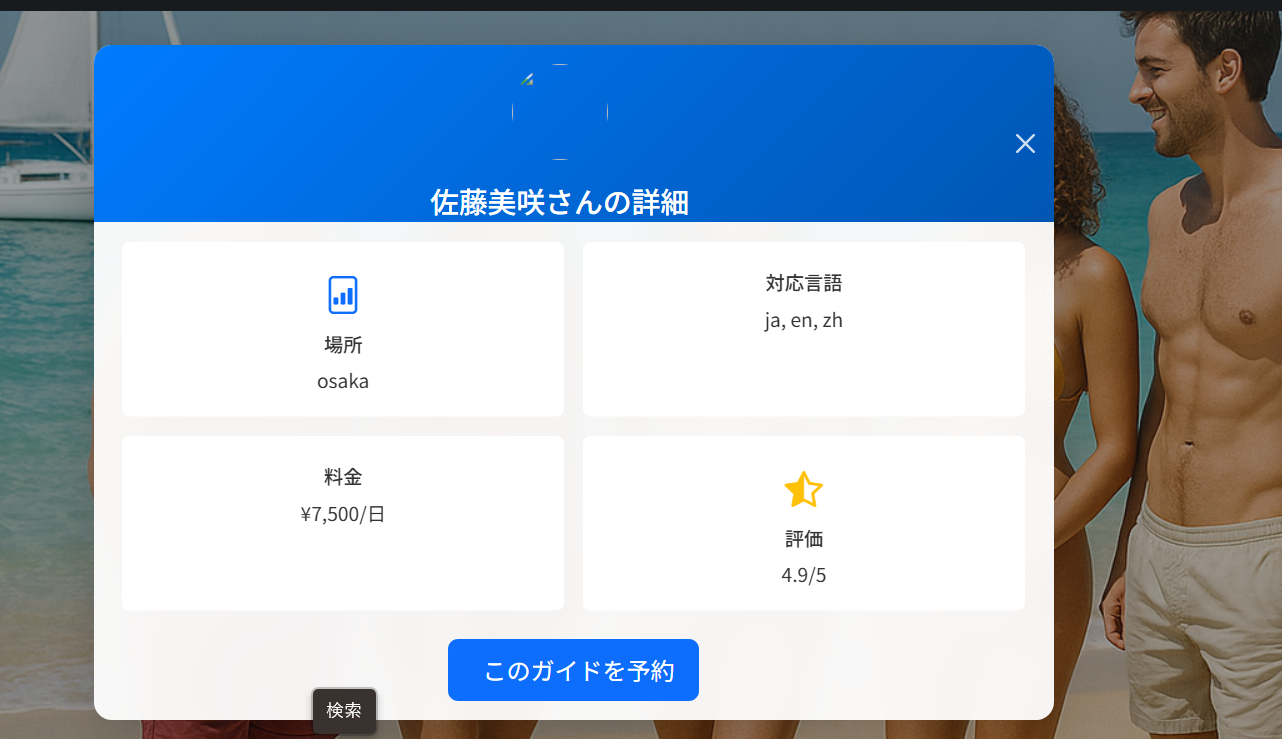 佐藤美咲さんの詳細
場所
osaka
対応言語
ja, en, zh
料金
¥7,500/日
評価
4.9/5
このガイドを予約
検索